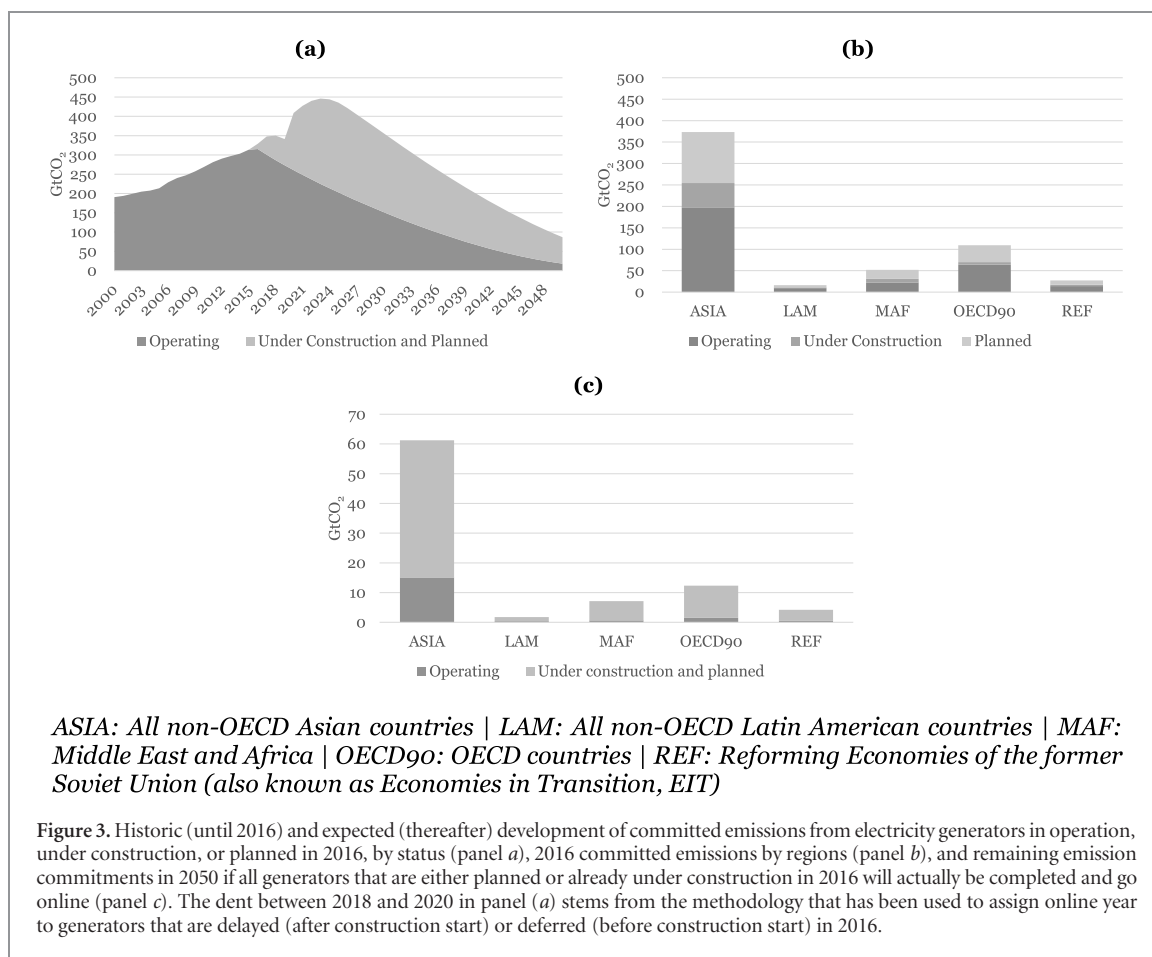 (a)
500
450
400
350
300
250
200
150
100
50
0
GtCO₂
2000 2003 2006 2009 2012 2015 2018 2021 2024 2027 2030 2033 2036 2039 2042 2045 2048
Operating Under Construction and Planned
(b)
500
450
400
350
300
250
200
150
100
50
0
GtCO₂
ASIA LAM MAF OECD90 REF
Operating Under Construction Planned
(c)
70
60
50
40
30
20
10
0
GtCO₂
ASIA LAM MAF OECD90 REF
Operating Under construction and planned
ASIA: All non-OECD Asian countries | LAM: All non-OECD Latin American countries | MAF:
Middle East and Africa | OECD90: OECD countries | REF: Reforming Economies of the former
Soviet Union (also known as Economies in Transition, EIT)
Figure 3. Historic (until 2016) and expected (thereafter) development of committed emissions from electricity generators in operation,
under construction, or planned in 2016, by status (panel a), 2016 committed emissions by regions (panel b), and remaining emission
commitments in 2050 if all generators that are either planned or already under construction in 2016 will actually be completed and go
online (panel c). The dent between 2018 and 2020 in panel (a) stems from the methodology that has been used to assign online year
to generators that are delayed (after construction start) or deferred (before construction start) in 2016.